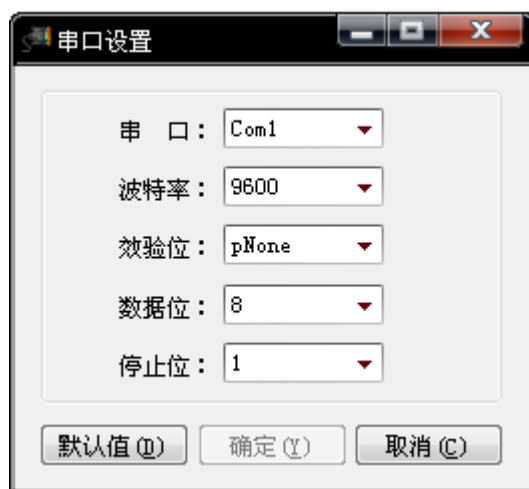 串口设置
串 口： Com1
波特率： 9600
效验位： pNone
数据位： 8
停止位： 1
默认值(D) 确定(Y) 取消(C)